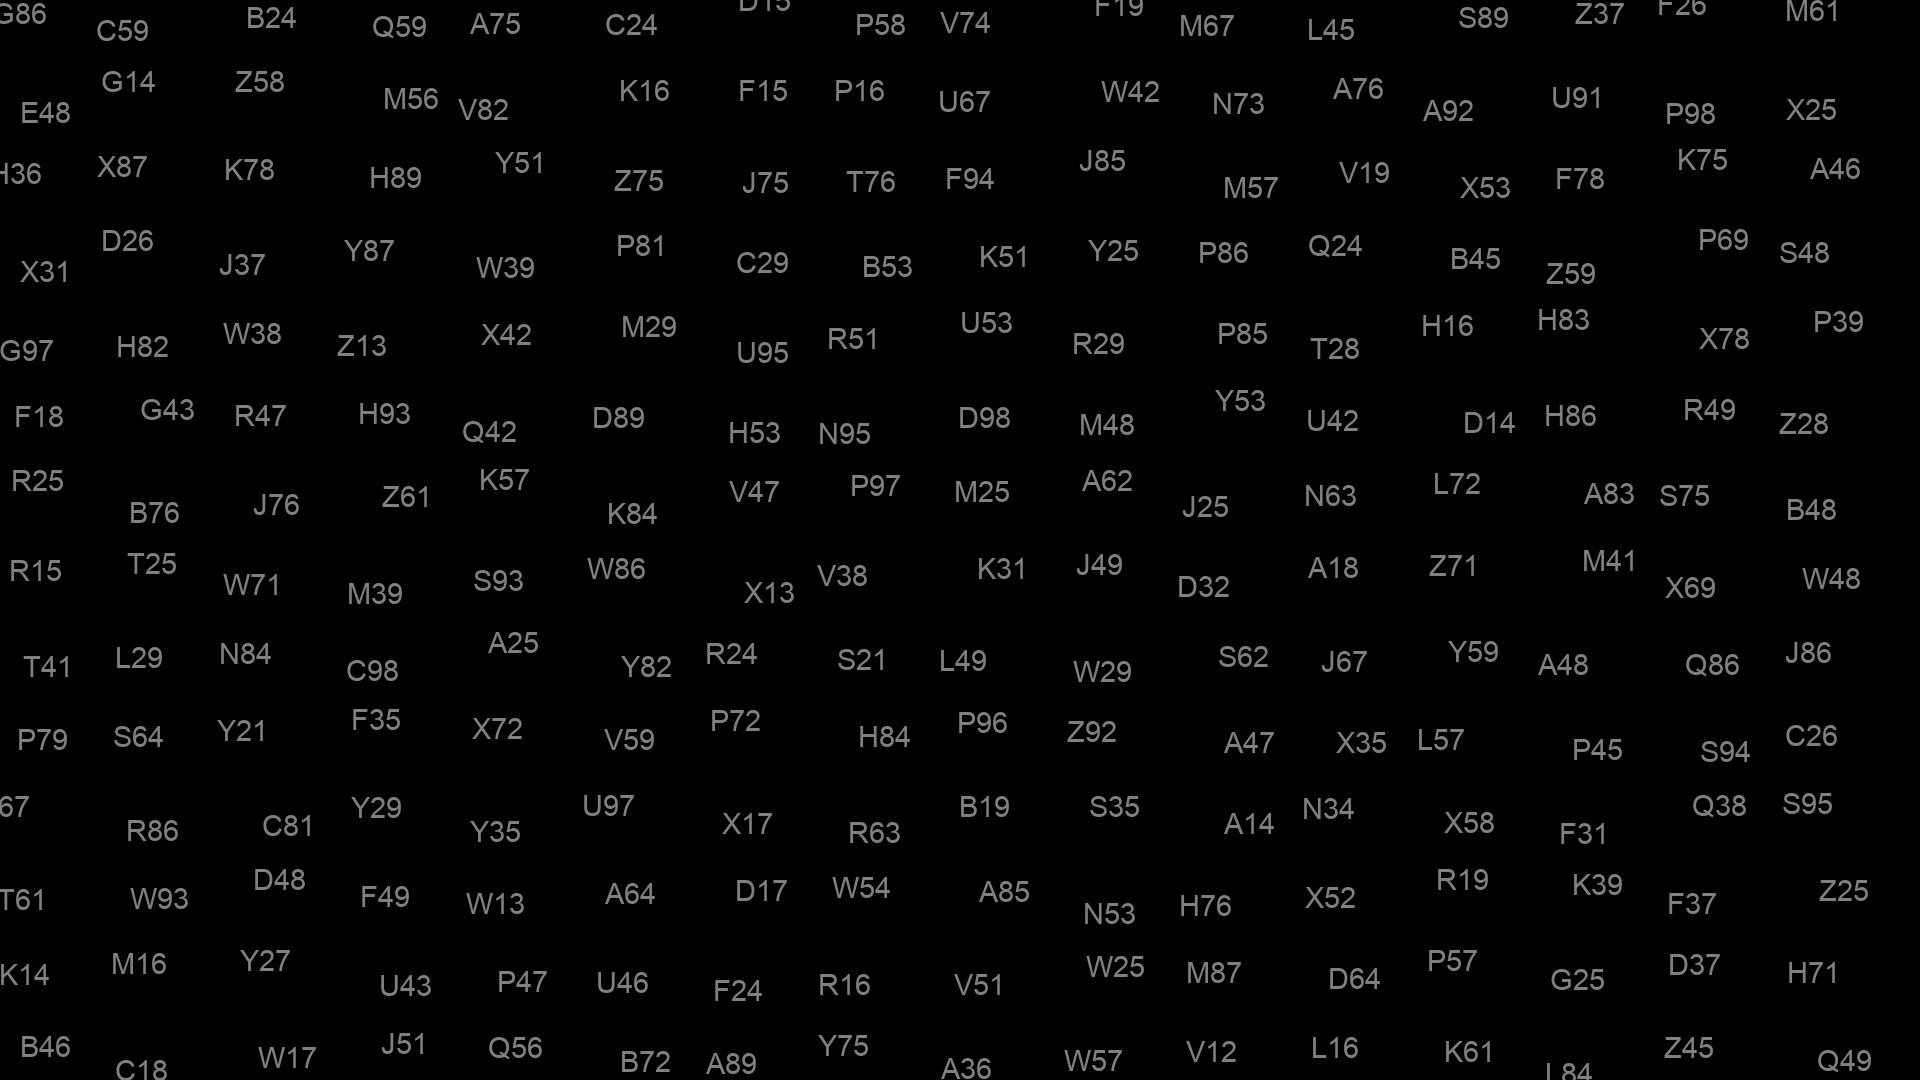 G86 C59 B24 Q59 A75 C24 D15 P58 V74 F19 M67 L45 S89 Z37 F26 M61
E48 G14 Z58 M56 V82 K16 F15 P16 U67 W42 N73 A76 A92 U91 P98 X25
H36 X87 K78 H89 Y51 Z75 J75 T76 F94 J85 M57 V19 X53 F78 K75 A46
X31 D26 J37 Y87 W39 P81 C29 B53 K51 Y25 P86 Q24 B45 Z59 P69 S48
G97 H82 W38 Z13 X42 M29 U95 R51 U53 R29 P85 T28 H16 H83 X78 P39
F18 G43 R47 H93 Q42 D89 H53 N95 D98 M48 Y53 U42 D14 H86 R49 Z28
R25 B76 J76 Z61 K57 K84 V47 P97 M25 A62 J25 N63 L72 A83 S75 B48
R15 T25 W71 M39 S93 W86 X13 V38 K31 J49 D32 A18 Z71 M41 X69 W48
T41 L29 N84 C98 A25 Y82 R24 S21 L49 W29 S62 J67 Y59 A48 Q86 J86
P79 S64 Y21 F35 X72 V59 P72 H84 P96 Z92 A47 X35 L57 P45 S94 C26
67 R86 C81 Y29 Y35 U97 X17 R63 B19 S35 A14 N34 X58 F31 Q38 S95
T61 W93 D48 F49 W13 A64 D17 W54 A85 N53 H76 X52 R19 K39 F37 Z25
K14 M16 Y27 U43 P47 U46 F24 R16 V51 W25 M87 D64 P57 G25 D37 H71
B46 C18 W17 J51 Q56 B72 A89 Y75 A36 W57 V12 L16 K61 L84 Z45 Q49